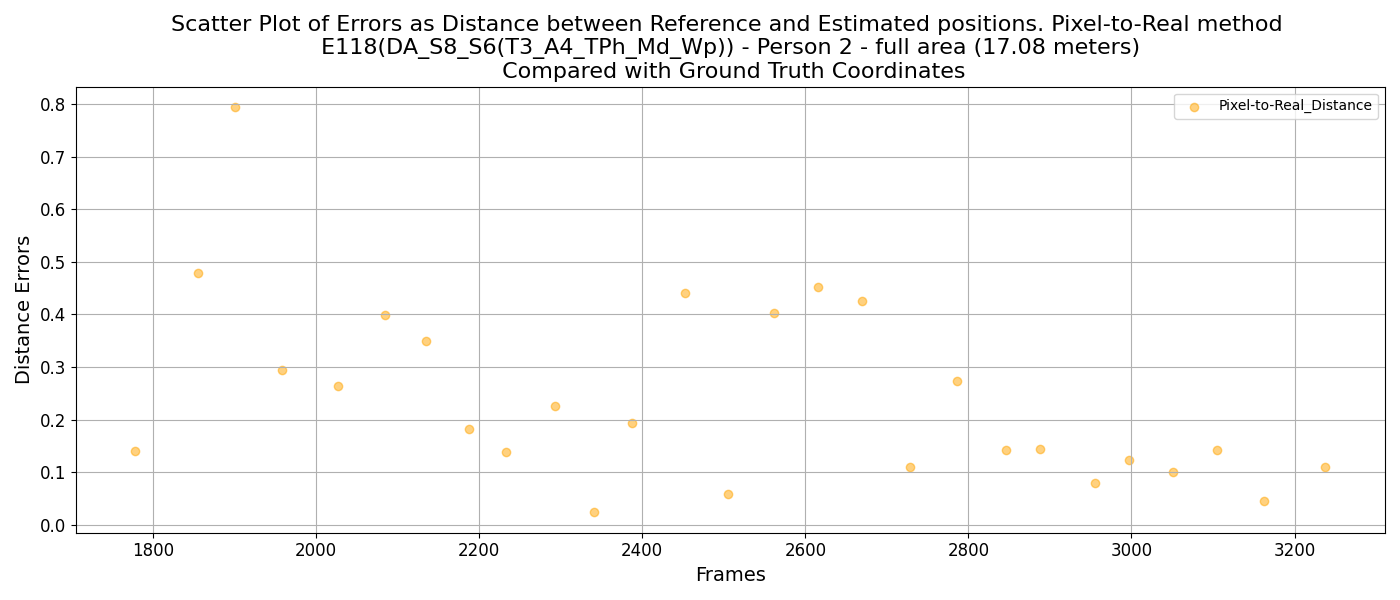 Scatter Plot of Errors as Distance between Reference and Estimated positions. Pixel-to-Real method
E118(DA_S8_S6(T3_A4_TPh_Md_Wp)) - Person 2 - full area (17.08 meters)
Compared with Ground Truth Coordinates
Pixel-to-Real_Distance
Distance Errors
0.8
0.7
0.6
0.5
0.4
0.3
0.2
0.1
0.0
1800 2000 2200 2400 2600 2800 3000 3200
Frames